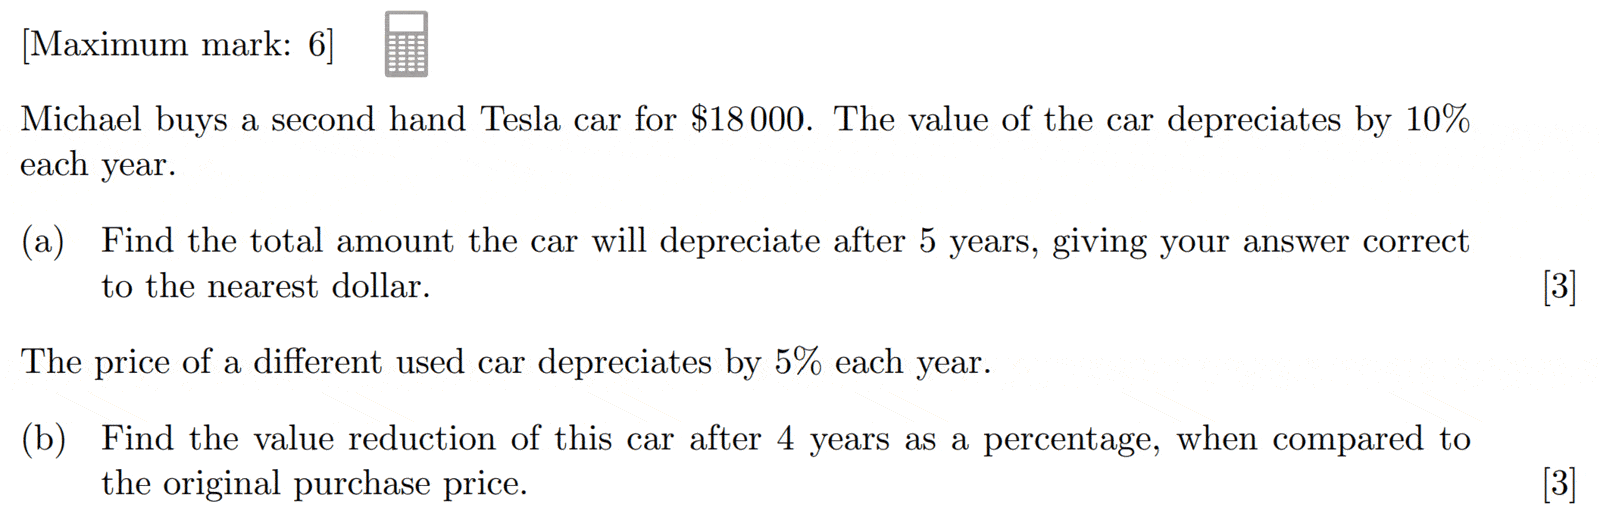 [Maximum mark: 6]
Michael buys a second hand Tesla car for $18 000. The value of the car depreciates by 10%
each year.
(a) Find the total amount the car will depreciate after 5 years, giving your answer correct
to the nearest dollar. [3]
The price of a different used car depreciates by 5% each year.
(b) Find the value reduction of this car after 4 years as a percentage, when compared to
the original purchase price. [3]